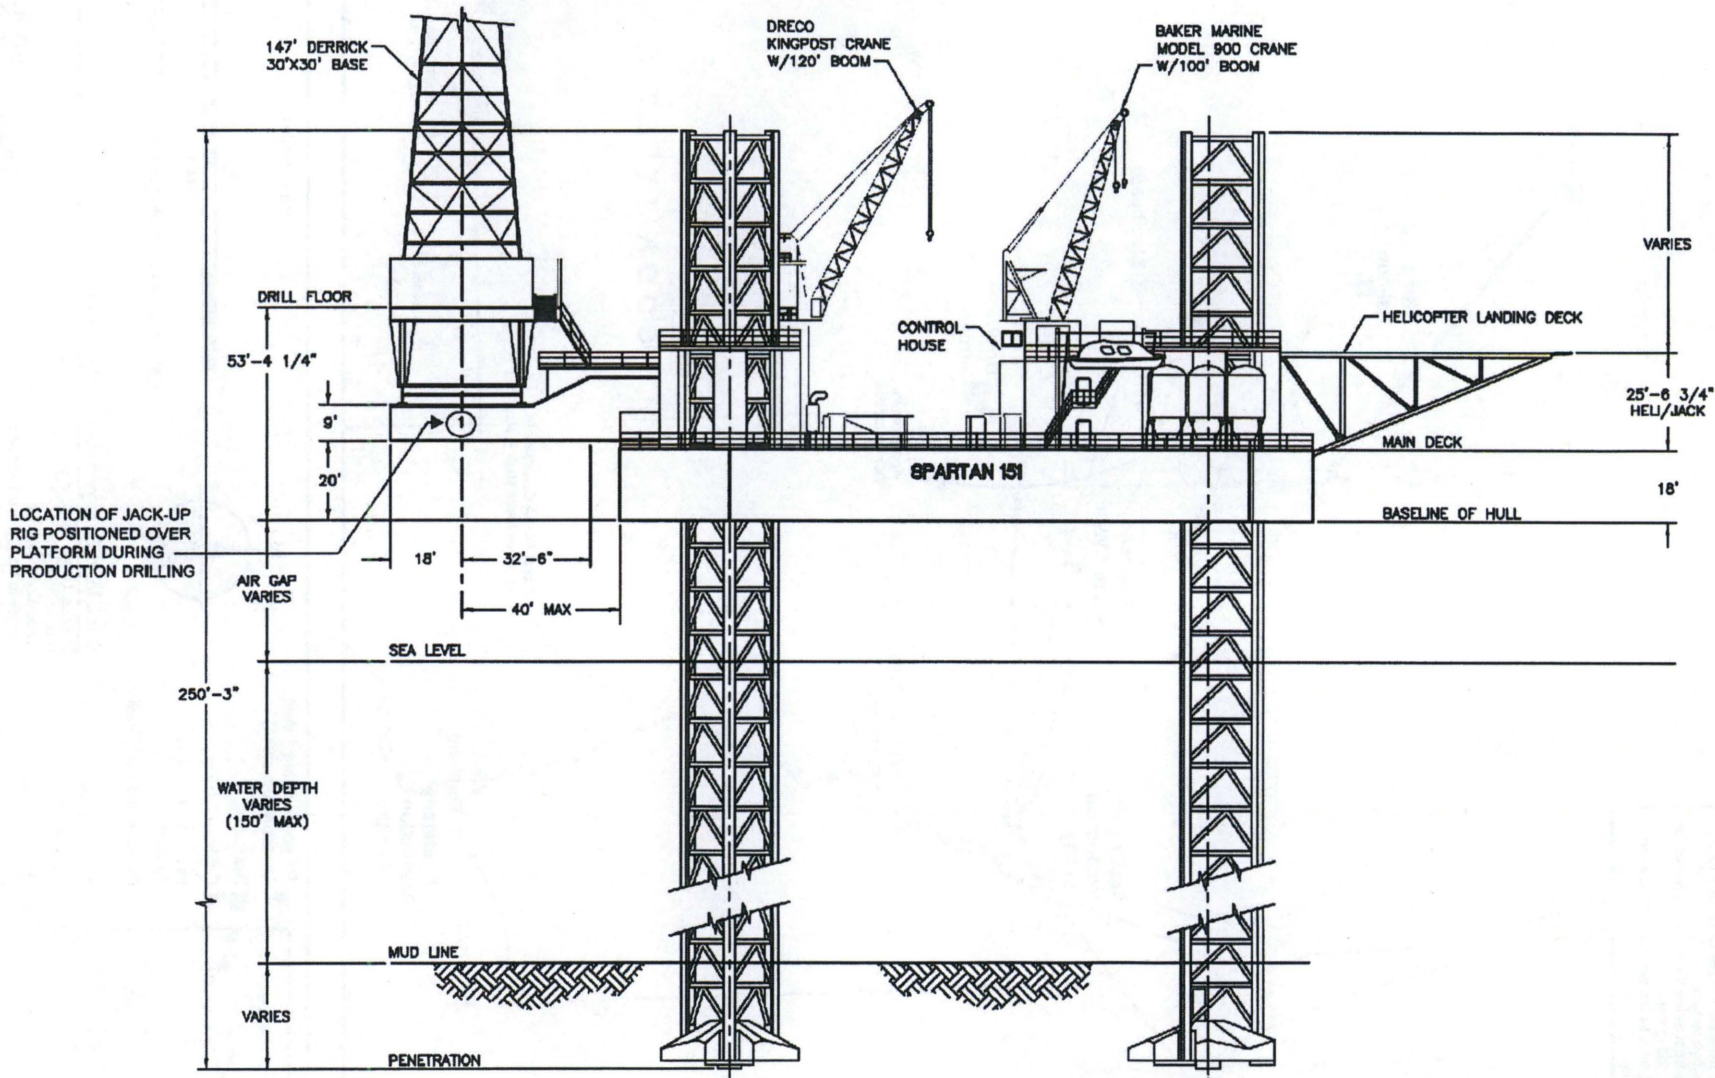 147' DERRICK
30'X30' BASE
DRECO
KINGPOST CRANE
W/120' BOOM
BAKER MARINE
MODEL 900 CRANE
W/100' BOOM
VARIES
DRILL FLOOR
HELICOPTER LANDING DECK
CONTROL
HOUSE
53'-4 1/4"
25'-6 3/4"
HELI/JACK
9'
1
MAIN DECK
20'
SPARTAN 151
18'
BASELINE OF HULL
LOCATION OF JACK-UP
RIG POSITIONED OVER
PLATFORM DURING
PRODUCTION DRILLING
18'
32'-6"
AIR GAP
VARIES
40' MAX
SEA LEVEL
250'-3"
WATER DEPTH
VARIES
(150' MAX)
MUD LINE
VARIES
PENETRATION